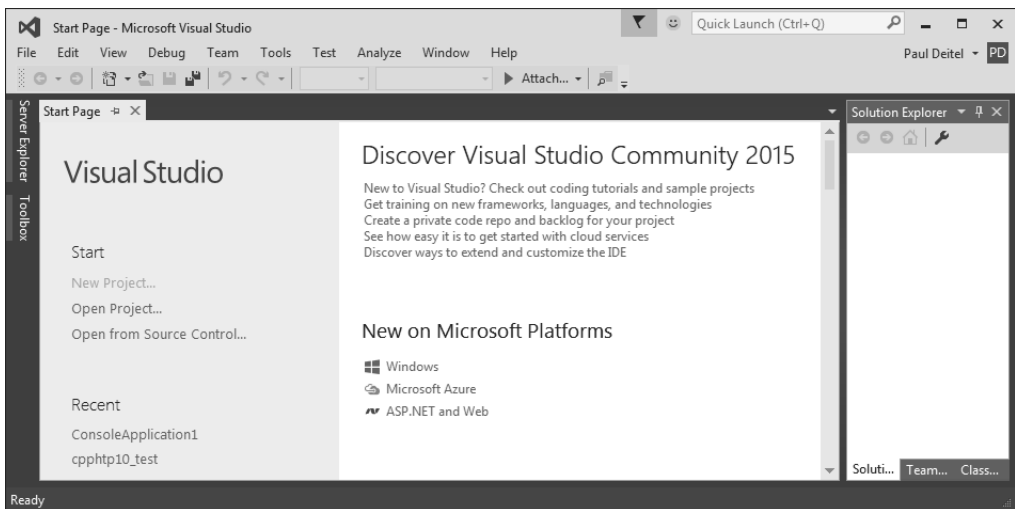 Start Page - Microsoft Visual Studio
Quick Launch (Ctrl+Q)
File Edit View Debug Team Tools Test Analyze Window Help
Paul Deitel PD
Attach...
Server Explorer
Toolbox
Start Page
Visual Studio
Start
New Project...
Open Project...
Open from Source Control...
Recent
ConsoleApplication1
cpphtp10_test
Discover Visual Studio Community 2015
New to Visual Studio? Check out coding tutorials and sample projects
Get training on new frameworks, languages, and technologies
Create a private code repo and backlog for your project
See how easy it is to get started with cloud services
Discover ways to extend and customize the IDE
New on Microsoft Platforms
Windows
Microsoft Azure
ASP.NET and Web
Solution Explorer
Soluti... Team... Class...
Ready